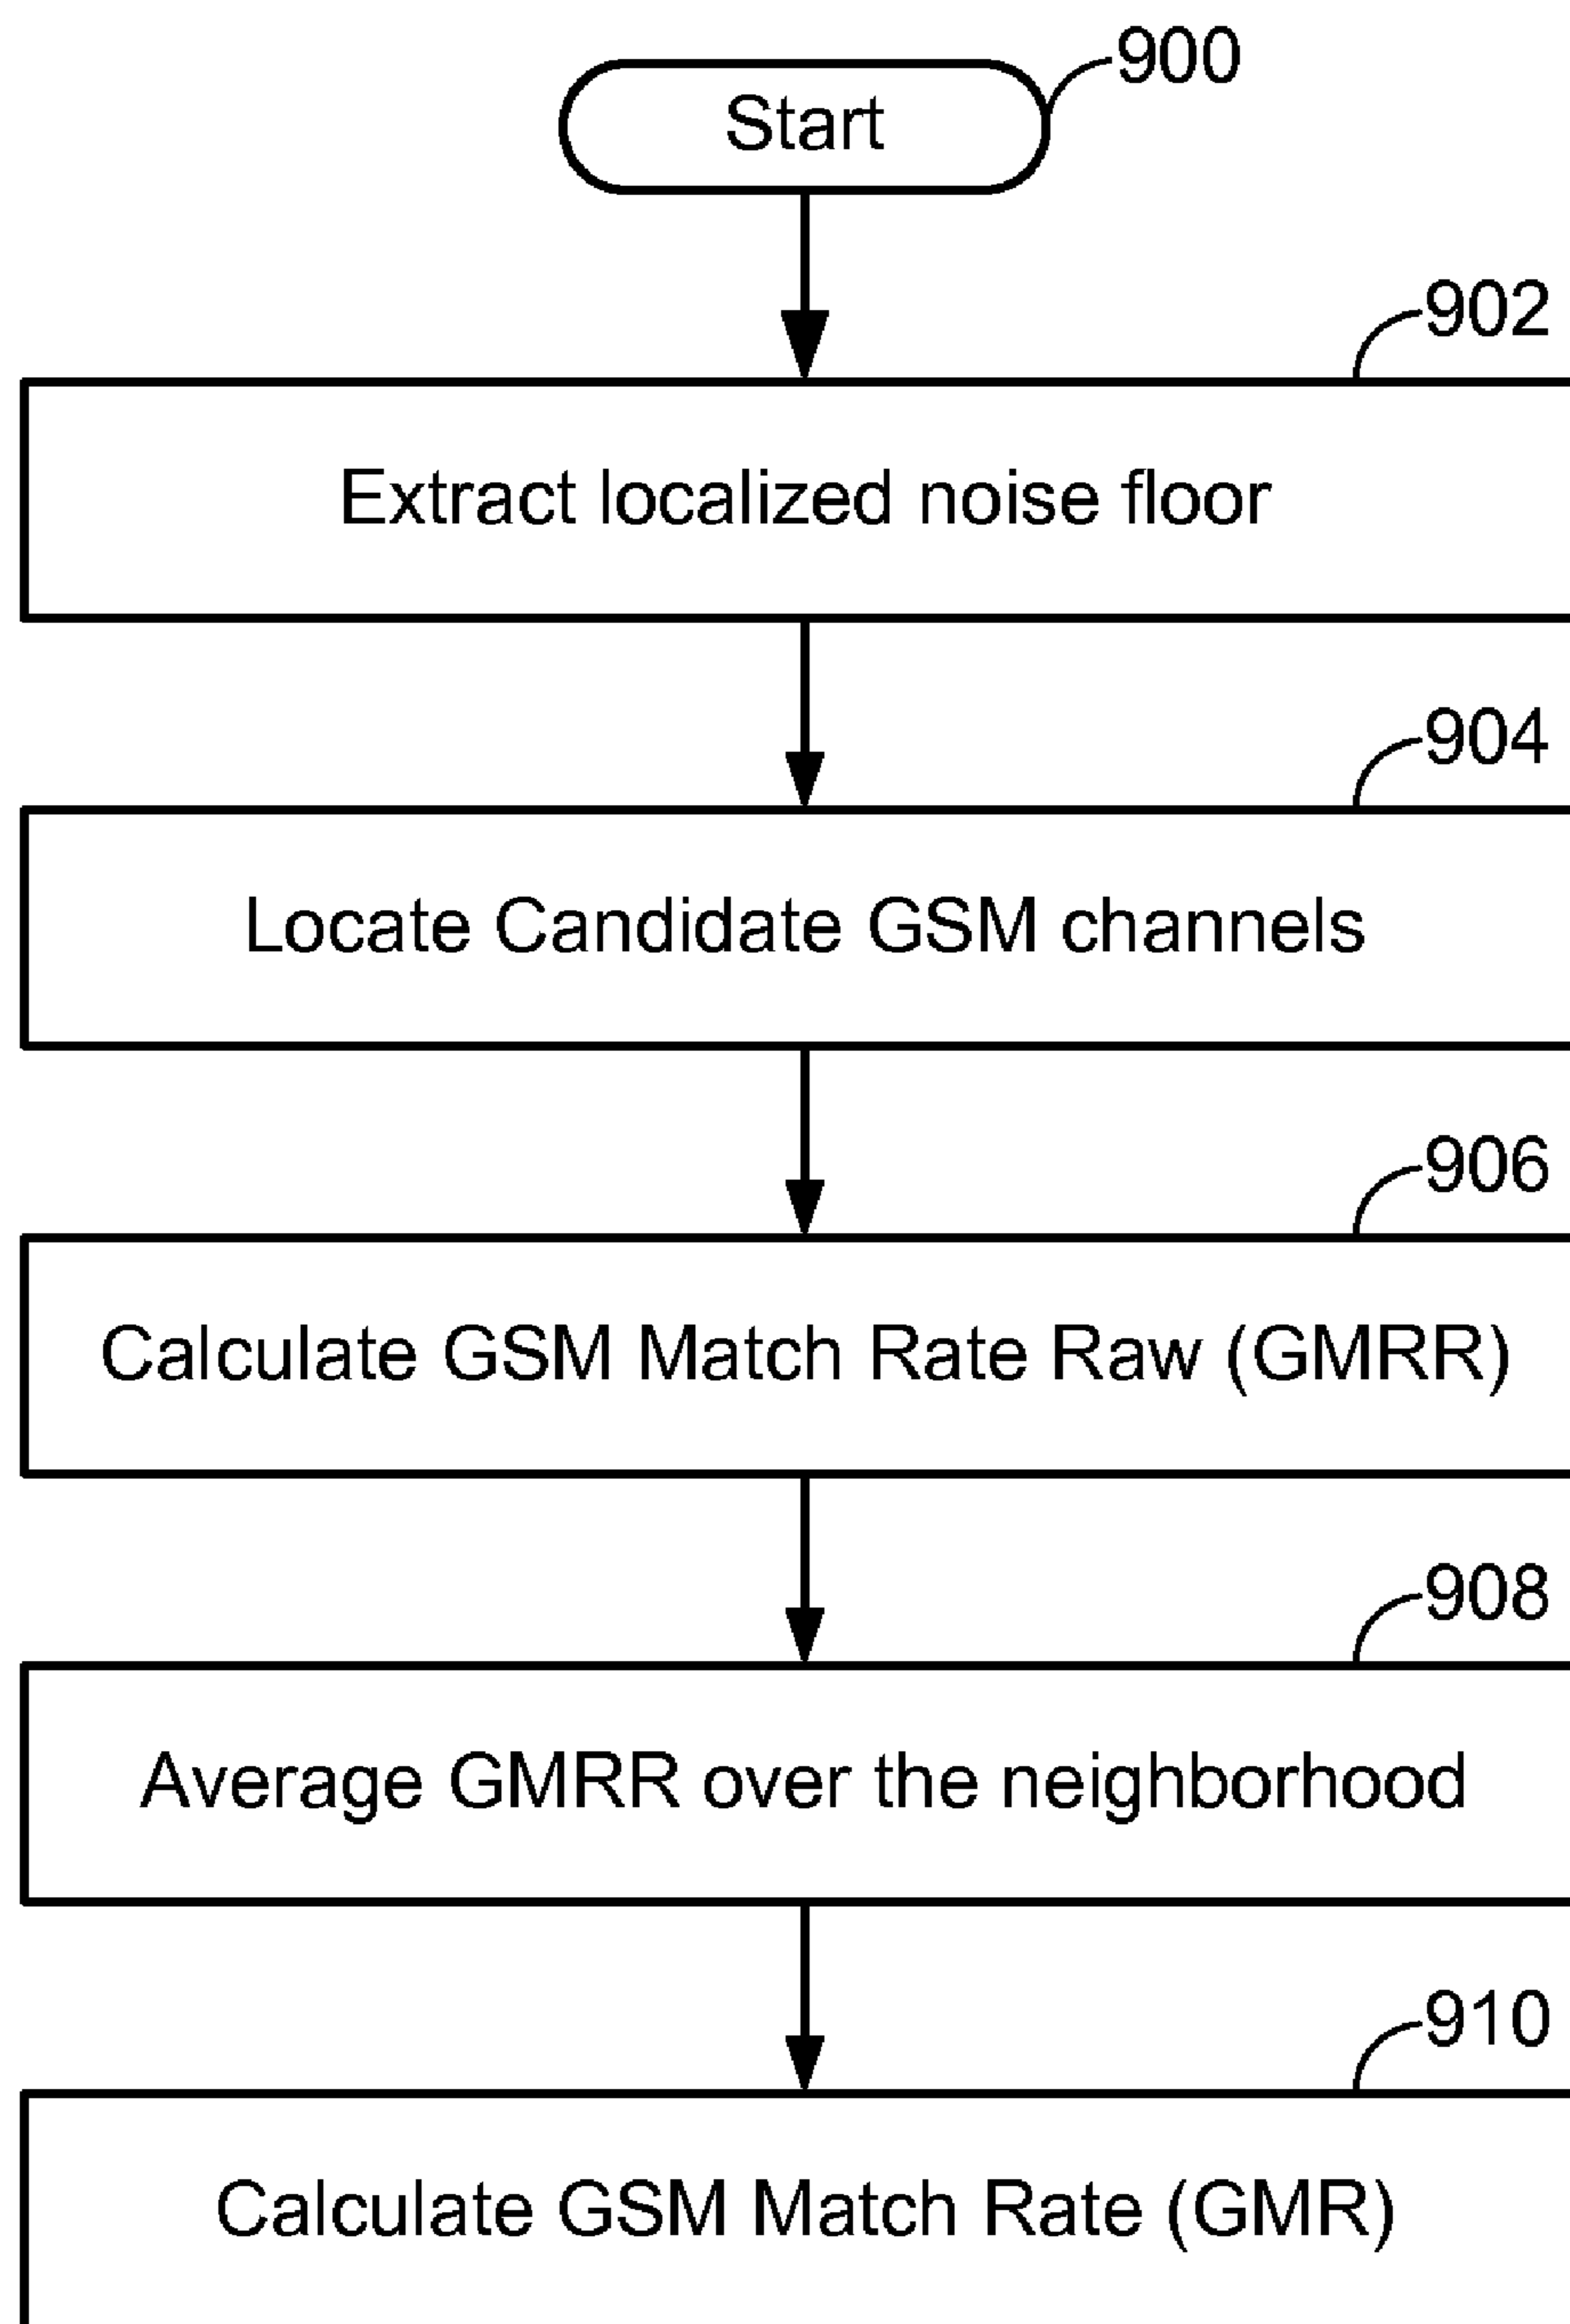 900
Start
902
Extract localized noise floor
904
Locate Candidate GSM channels
906
Calculate GSM Match Rate Raw (GMRR)
908
Average GMRR over the neighborhood
910
Calculate GSM Match Rate (GMR)